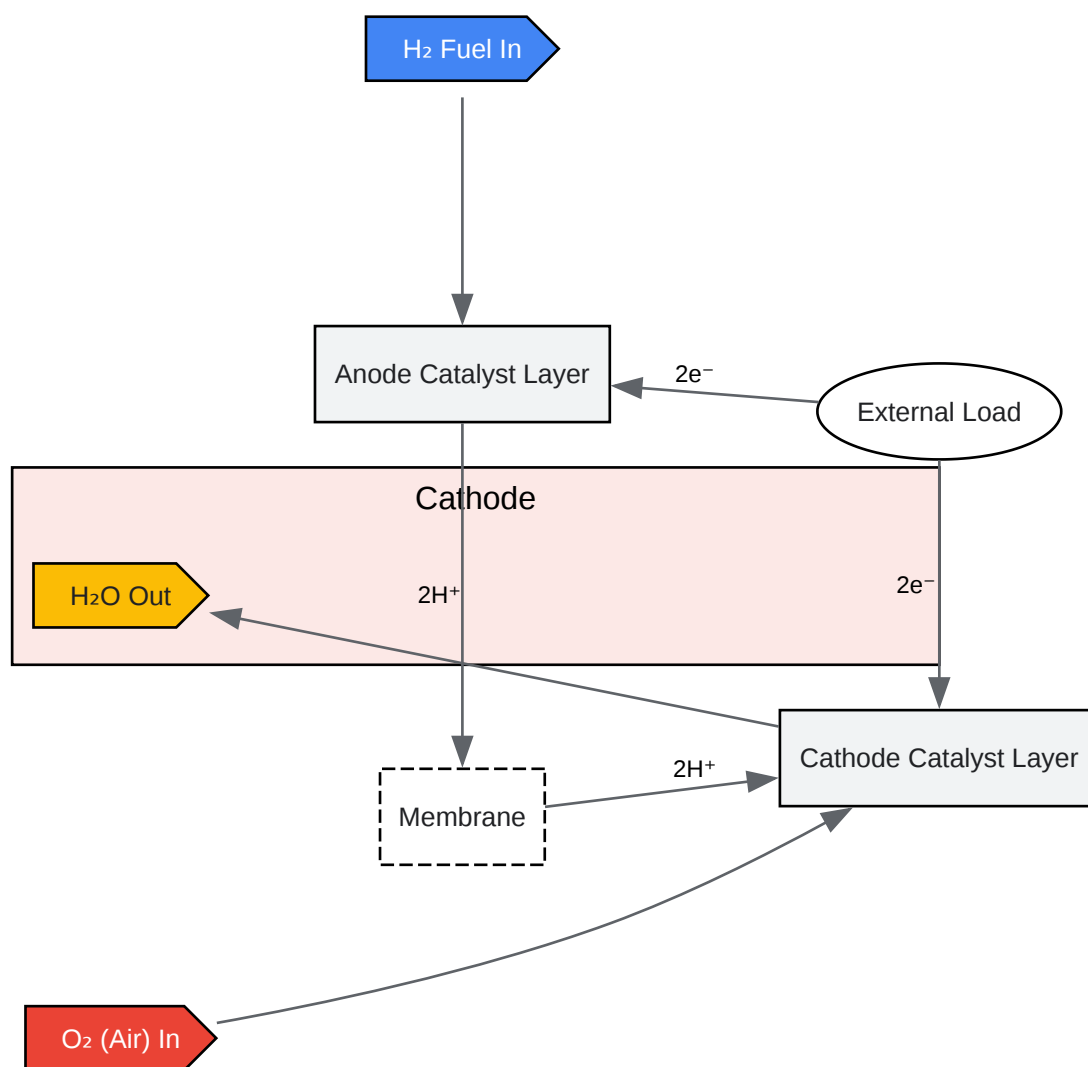 H₂ Fuel In
Anode Catalyst Layer
2e⁻
External Load
Cathode
H₂O Out
2H⁺
2e⁻
Cathode Catalyst Layer
2H⁺
Membrane
O₂ (Air) In